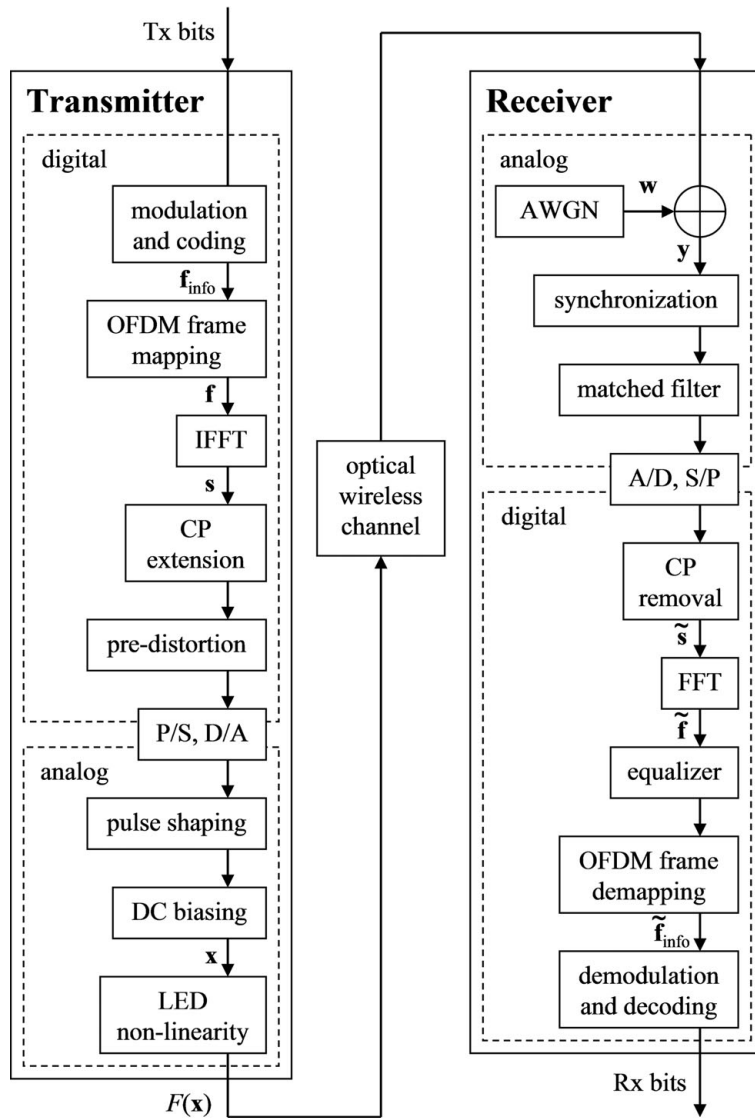 Tx bits
Transmitter
digital
modulation
and coding
f_info
OFDM frame
mapping
f
IFFT
s
CP
extension
pre-distortion
P/S, D/A
analog
pulse shaping
DC biasing
x
LED
non-linearity
F(x)
optical
wireless
channel
Receiver
analog
AWGN
w
y
synchronization
matched filter
A/D, S/P
digital
CP
removal
s̃
FFT
f̃
equalizer
OFDM frame
demapping
f̃_info
demodulation
and decoding
Rx bits